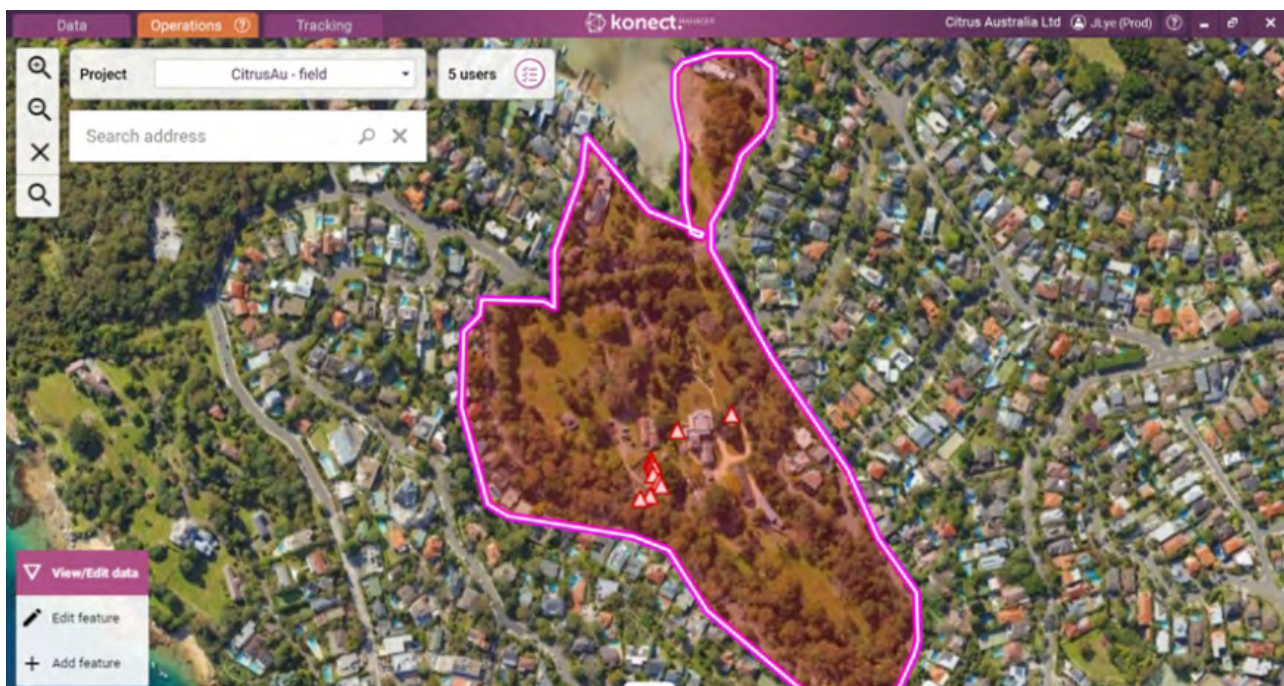 Data
Operations ?
Tracking
konect. MANAGER
Citrus Australia Ltd JLye (Prod) ?
Project CitrusAu - field
5 users
Search address
View/Edit data
Edit feature
Add feature